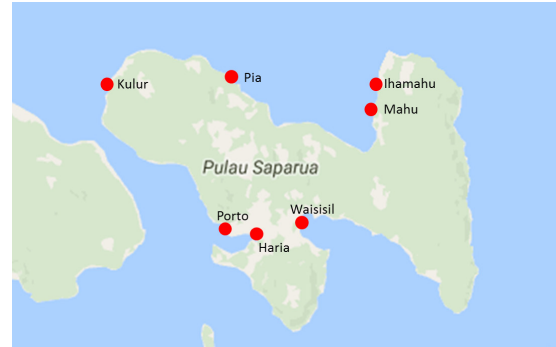 Pia
Kulur
Ihamahu
Mahu
Pulau Saparua
Waisisil
Porto
Haria